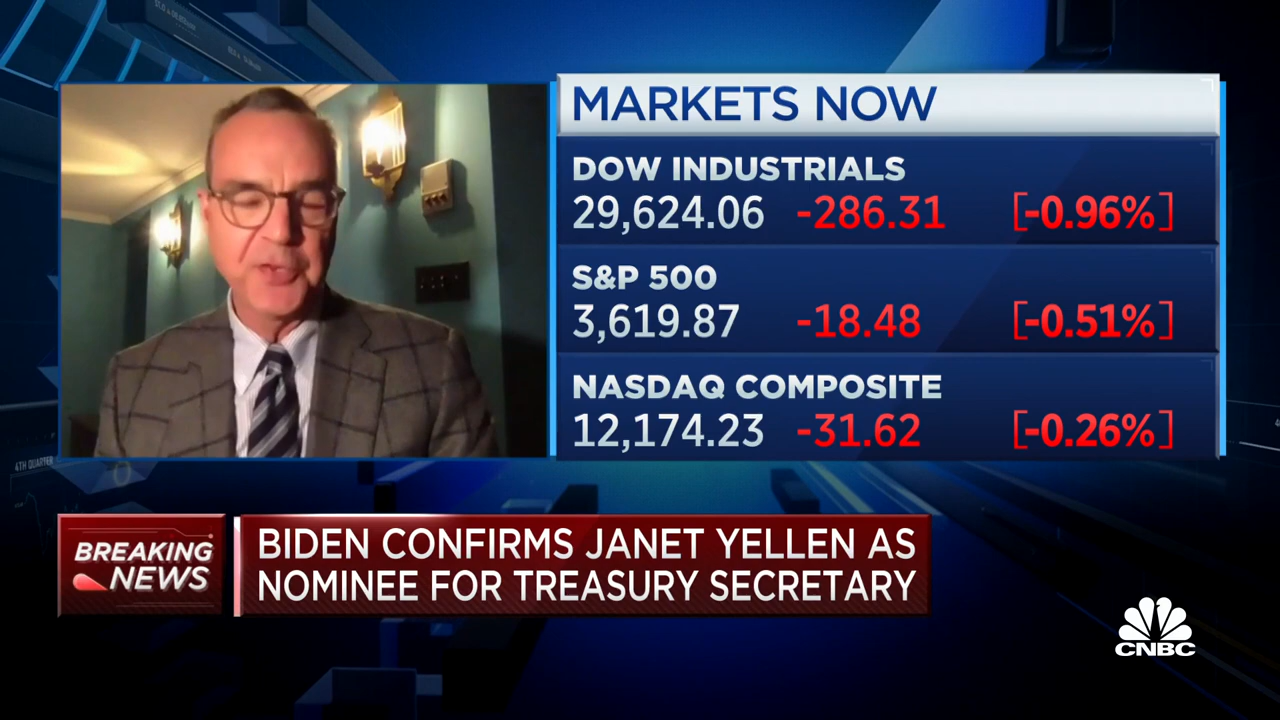 MARKETS NOW
DOW INDUSTRIALS
29,624.06 -286.31 [-0.96%]
S&P 500
3,619.87 -18.48 [-0.51%]
NASDAQ COMPOSITE
12,174.23 -31.62 [-0.26%]
4TH QUARTER
BREAKING
NEWS
BIDEN CONFIRMS JANET YELLEN AS
NOMINEE FOR TREASURY SECRETARY
CNBC